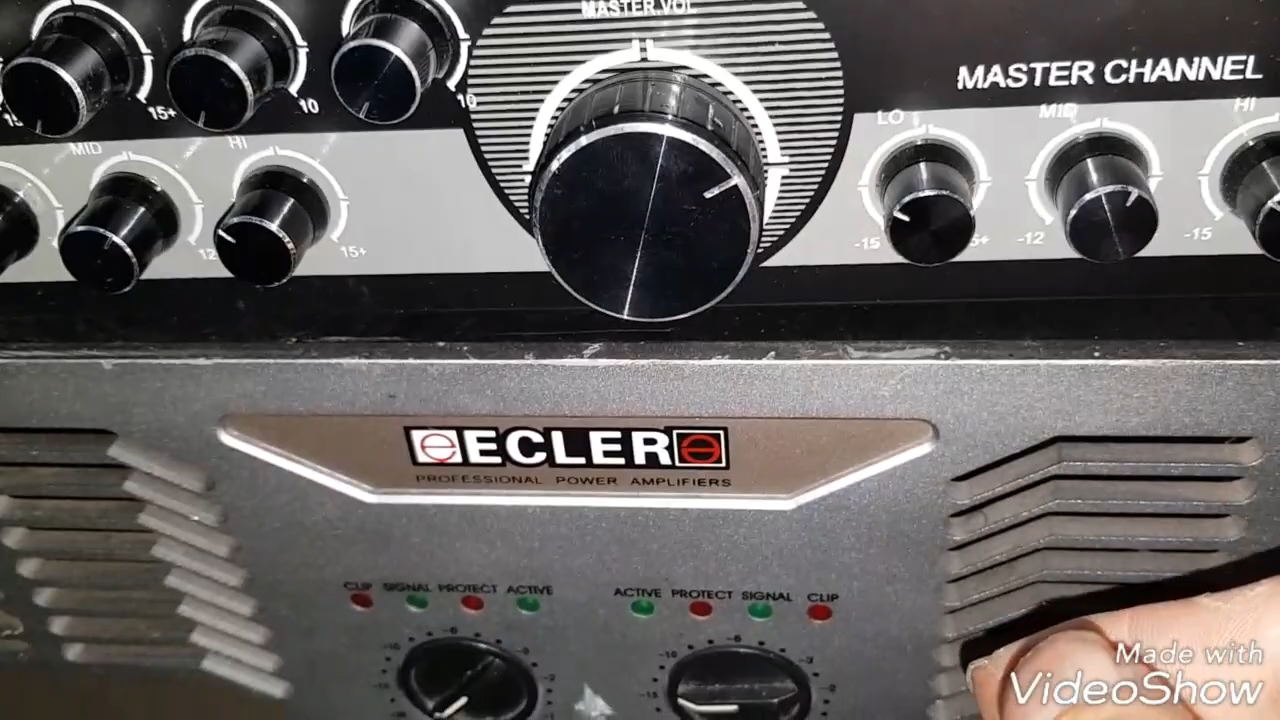 MASTER.VOL
MASTER CHANNEL
15+ 10 10
LO MID HI
MID HI
12 15+
-15 -12 -15
ECLER
PROFESSIONAL POWER AMPLIFIERS
CLIP SIGNAL PROTECT ACTIVE
ACTIVE PROTECT SIGNAL CLIP
Made with
VideoShow